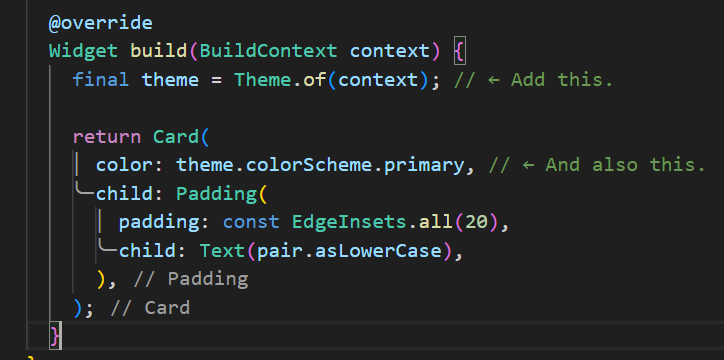 @override
Widget build(BuildContext context) {
final theme = Theme.of(context); // ← Add this.
return Card(
color: theme.colorScheme.primary, // ← And also this.
child: Padding(
padding: const EdgeInsets.all(20),
child: Text(pair.asLowerCase),
), // Padding
); // Card
}
}